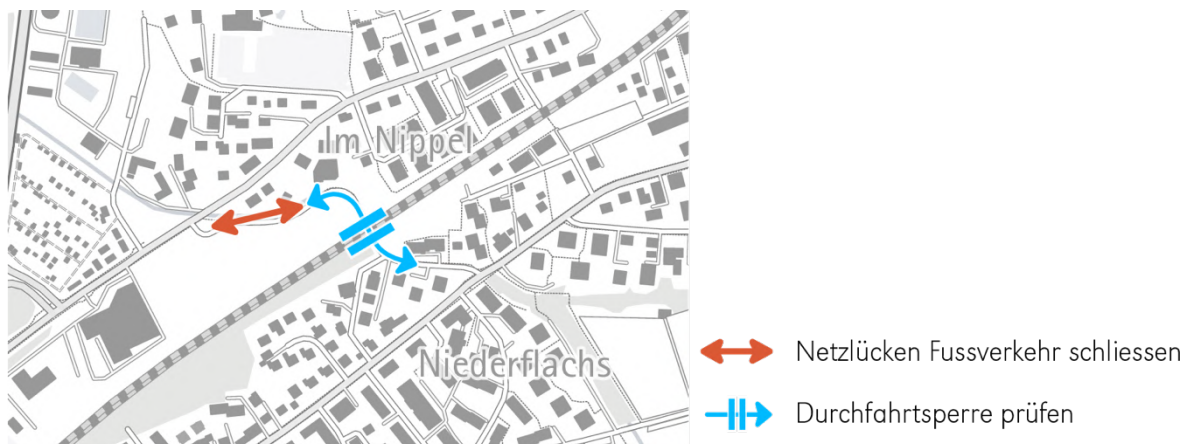 Im Nippel
Niederflachs
Netzlücken Fussverkehr schliessen
Durchfahrtsperre prüfen